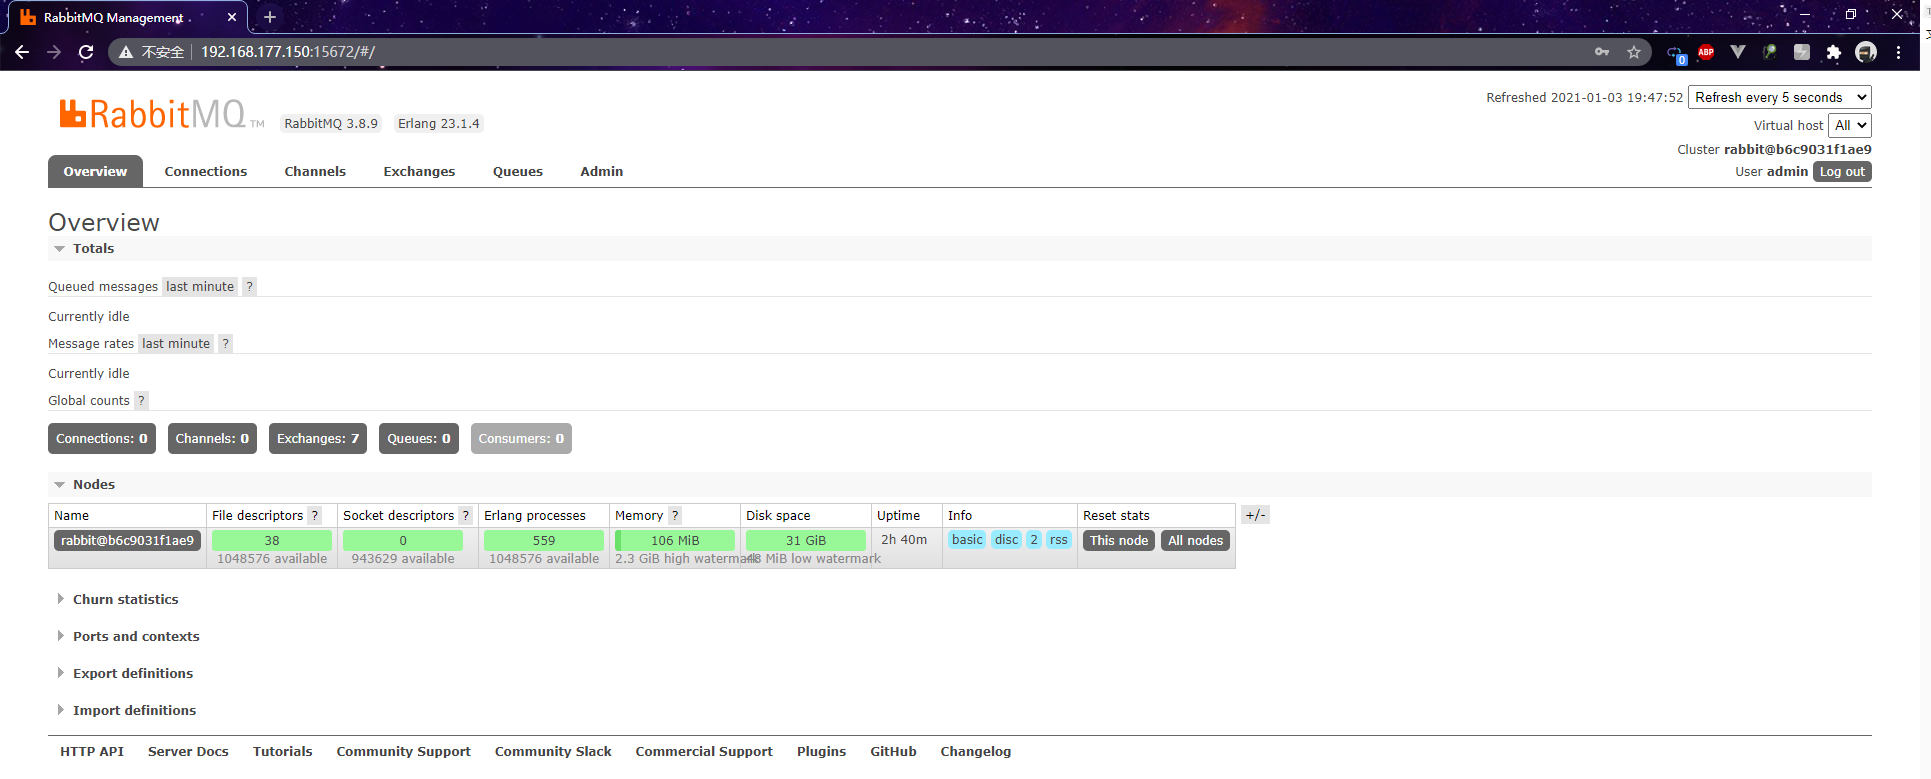 RabbitMQ Management
不安全 192.168.177.150:15672/#/
0 ABP
RabbitMQ TM RabbitMQ 3.8.9 Erlang 23.1.4
Refreshed 2021-01-03 19:47:52 Refresh every 5 seconds
Virtual host All
Cluster rabbit@b6c9031f1ae9
User admin Log out
Overview Connections Channels Exchanges Queues Admin
Overview
Totals
Queued messages last minute ?
Currently idle
Message rates last minute ?
Currently idle
Global counts ?
Connections: 0 Channels: 0 Exchanges: 7 Queues: 0 Consumers: 0
Nodes
Name File descriptors ? Socket descriptors ? Erlang processes Memory ? Disk space Uptime Info Reset stats +/-
rabbit@b6c9031f1ae9 38 0 559 106 MiB 31 GiB 2h 40m basic disc 2 rss This node All nodes
1048576 available 943629 available 1048576 available 2.3 GiB high watermark 48 MiB low watermark
Churn statistics
Ports and contexts
Export definitions
Import definitions
HTTP API Server Docs Tutorials Community Support Community Slack Commercial Support Plugins GitHub Changelog